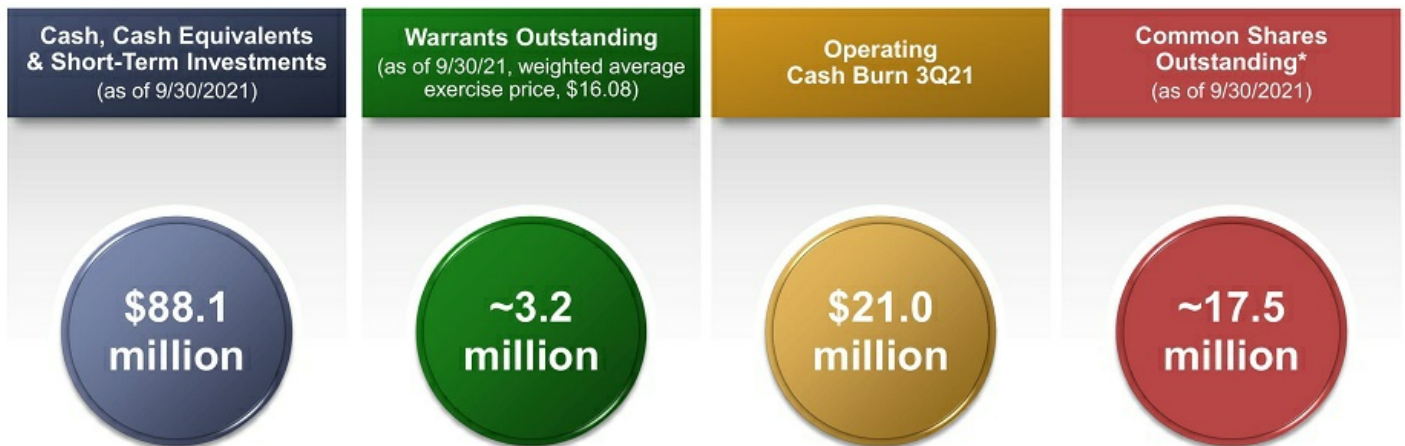 Cash, Cash Equivalents
& Short-Term Investments
(as of 9/30/2021)
$88.1
million
Warrants Outstanding
(as of 9/30/21, weighted average
exercise price, $16.08)
~3.2
million
Operating
Cash Burn 3Q21
$21.0
million
Common Shares
Outstanding*
(as of 9/30/2021)
~17.5
million